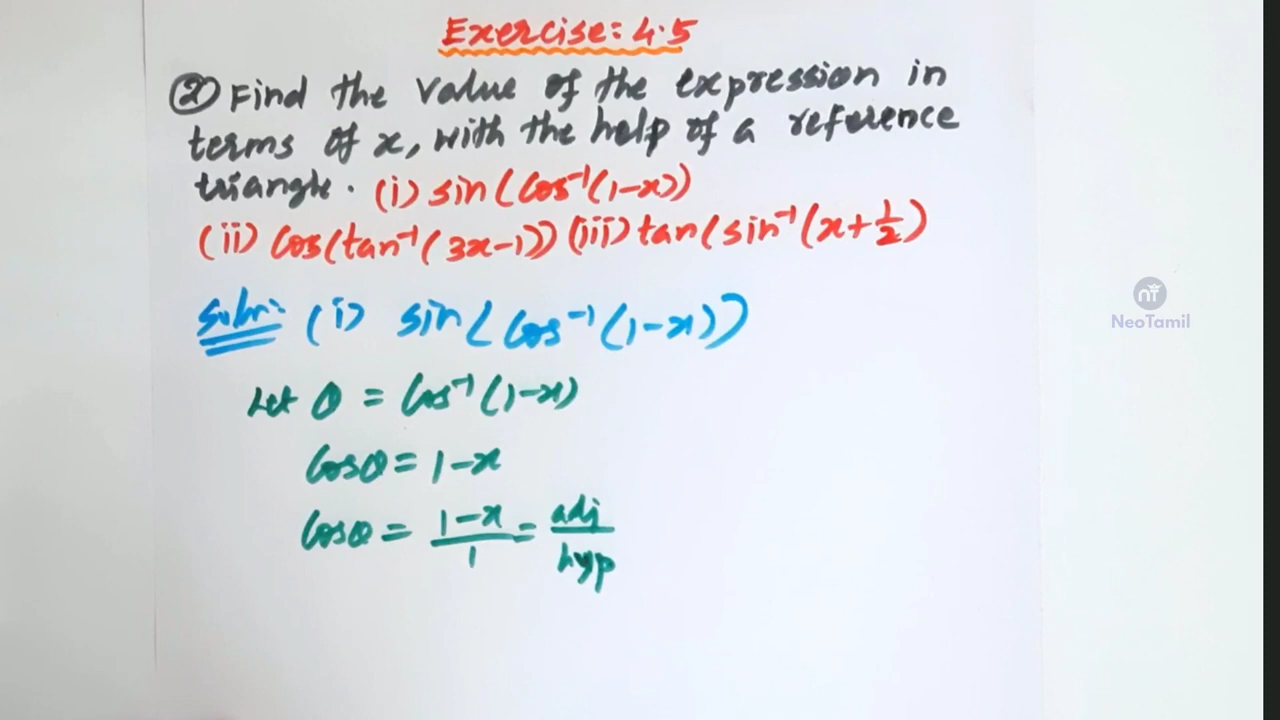 Exercise: 4.5
② Find the value of the expression in
terms of x, with the help of a reference
triangle. (i) sin(cos⁻¹(1-x))
(ii) cos(tan⁻¹(3x-1)) (iii) tan(sin⁻¹(x+1/2)
Soln: (i) sin(cos⁻¹(1-x))
NeoTamil
Let θ = cos⁻¹(1-x)
cosθ = 1-x
cosθ = (1-x)/1 = adj/hyp